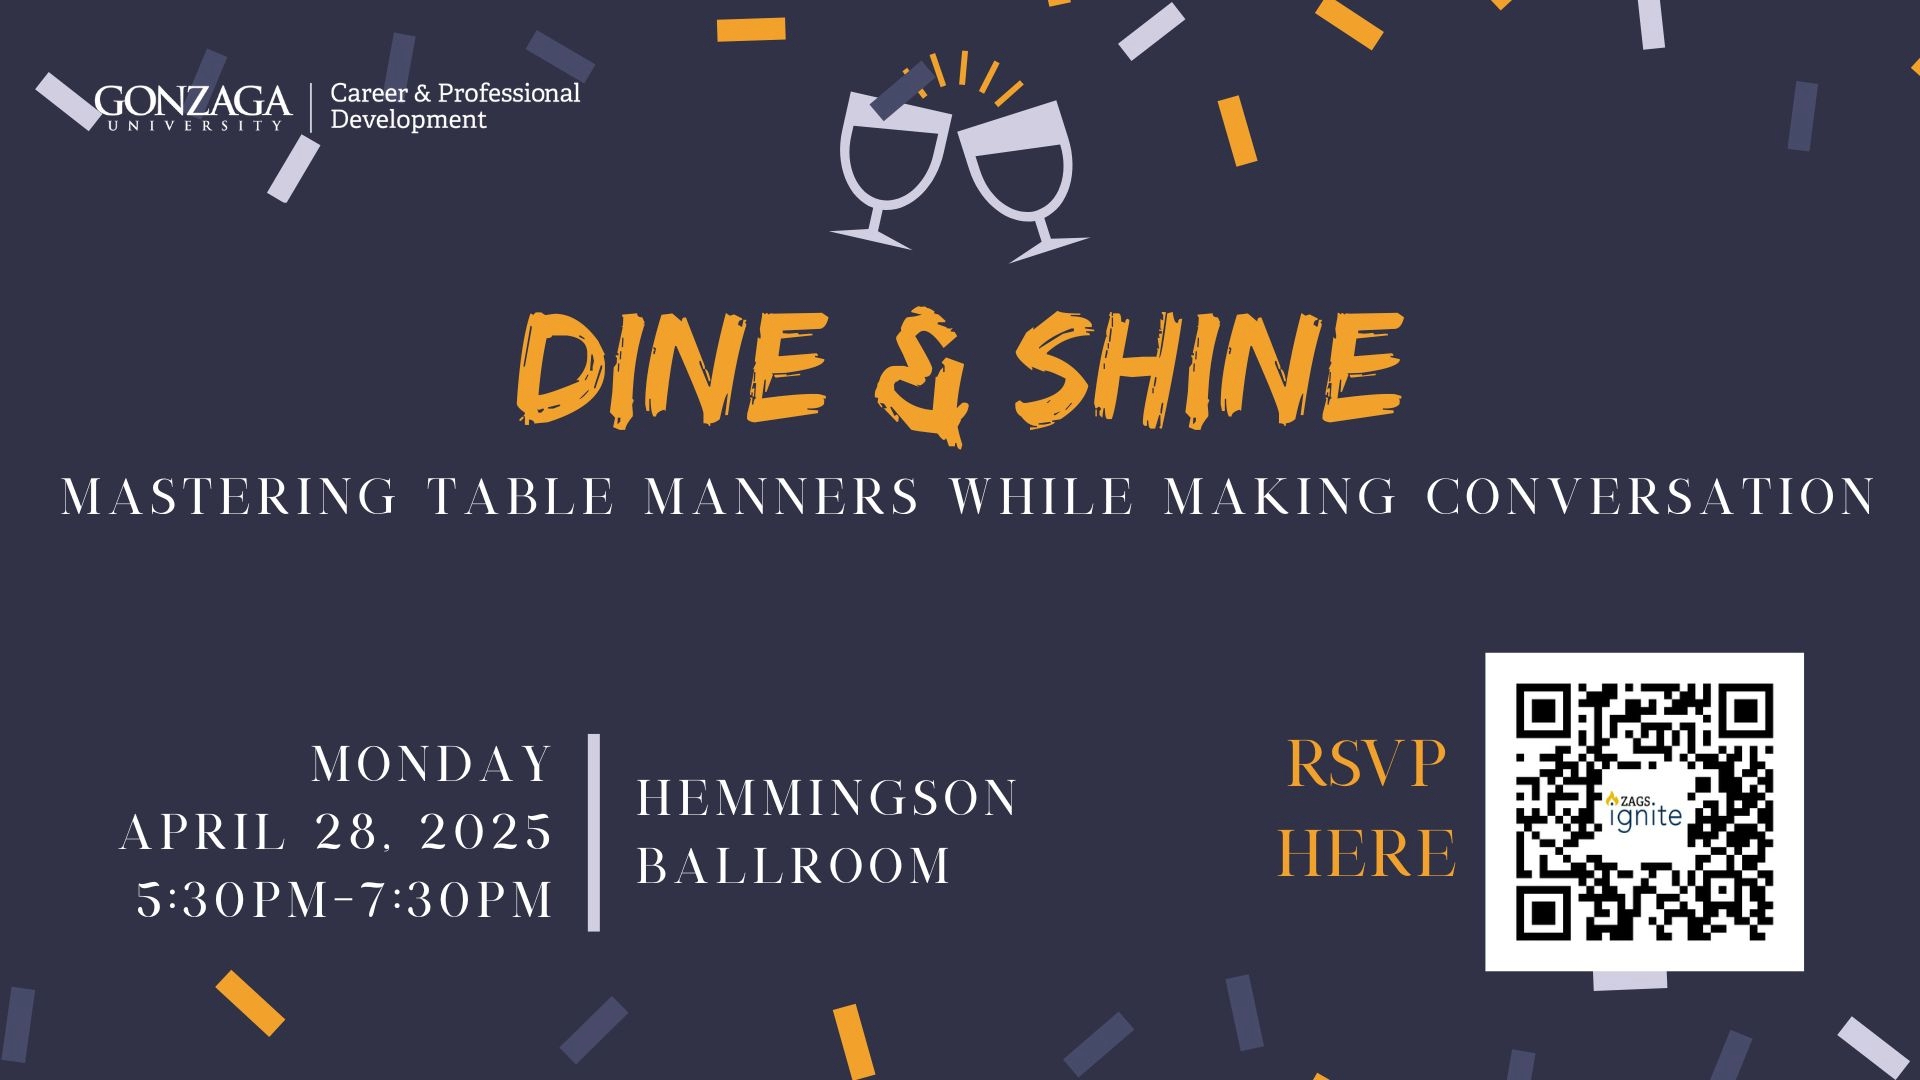 GONZAGA
UNIVERSITY
Career & Professional
Development
DINE & SHINE
MASTERING TABLE MANNERS WHILE MAKING CONVERSATION
MONDAY
APRIL 28, 2025
5:30PM-7:30PM
HEMMINGSON
BALLROOM
RSVP
HERE
ZAGS.
ignite